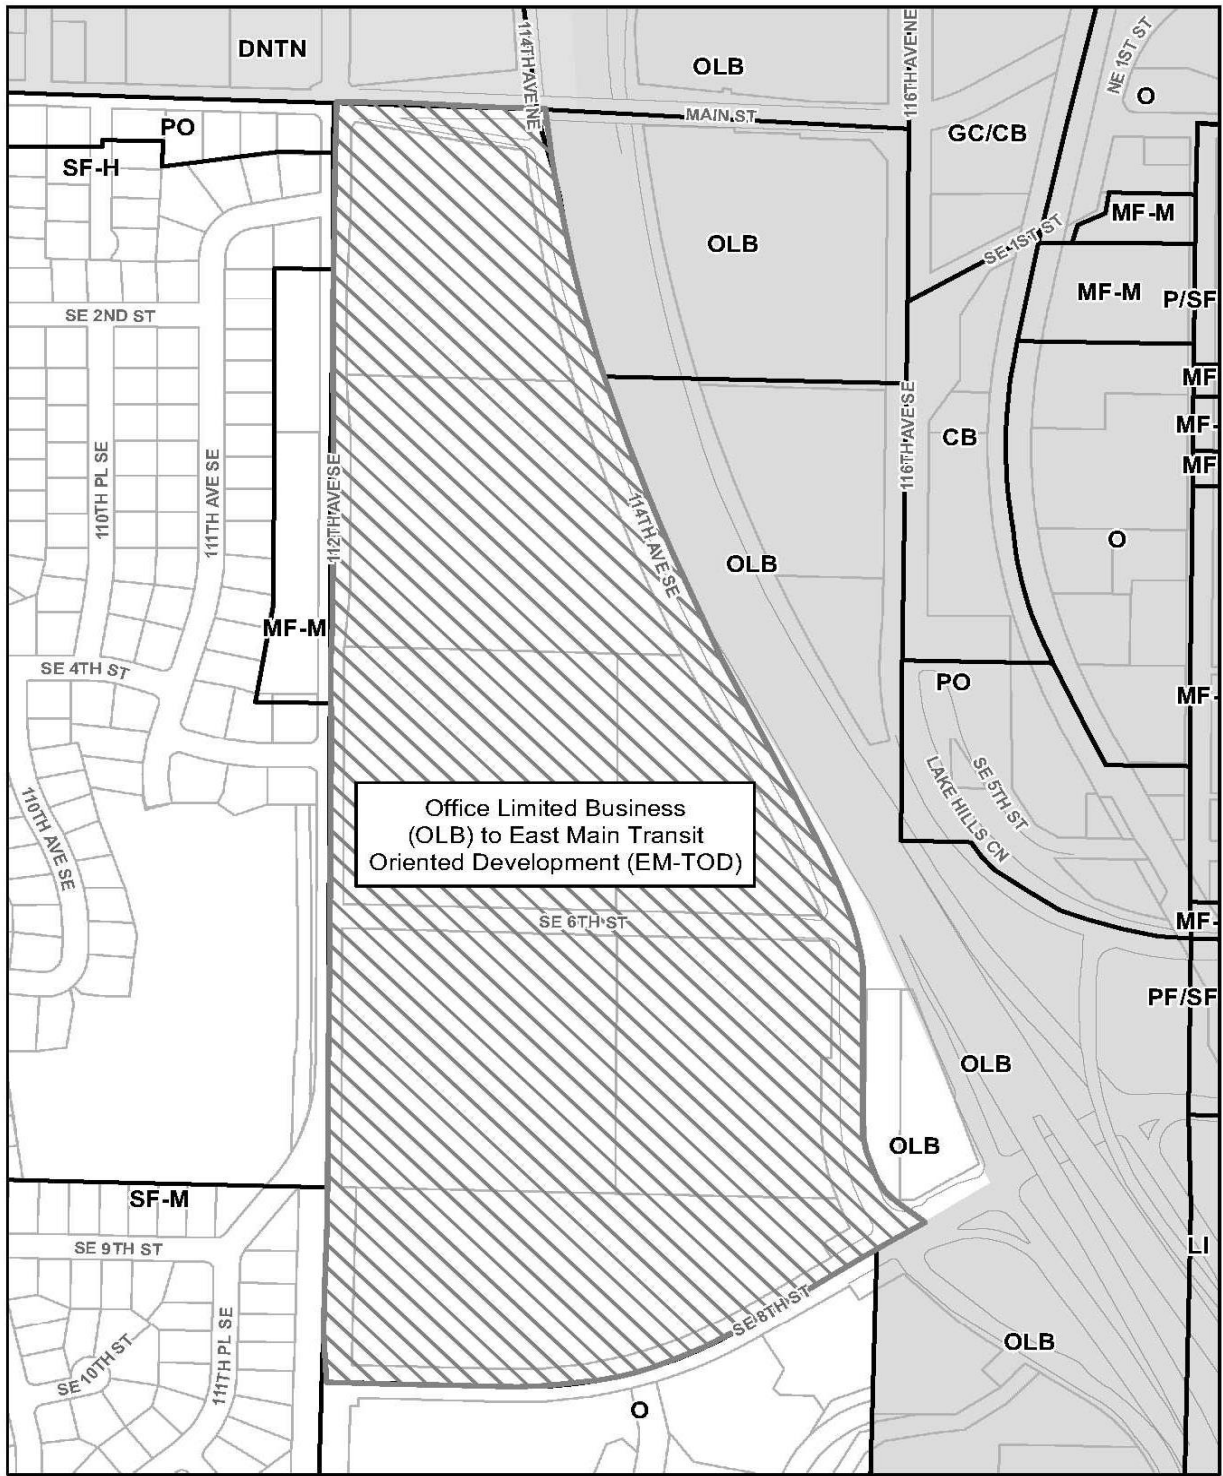 DNTN
OLB
114TH AVE NE
116TH AVE NE
NE 1ST ST
O
MAIN ST
PO
GC/CB
SF-H
MF-M
SE 1ST ST
OLB
MF-M
P/SF
SE 2ND ST
MF
MF-
CB
MF
110TH PL SE
111TH AVE SE
112TH AVE SE
116TH AVE SE
114TH AVE SE
O
OLB
MF-M
SE 4TH ST
PO
MF-
SE 5TH ST
LAKE HILLS CN
110TH AVE SE
Office Limited Business
(OLB) to East Main Transit
Oriented Development (EM-TOD)
SE 6TH ST
MF-
PF/SF
OLB
OLB
SF-M
SE 9TH ST
LI
SE 8TH ST
OLB
111TH PL SE
SE 10TH ST
O